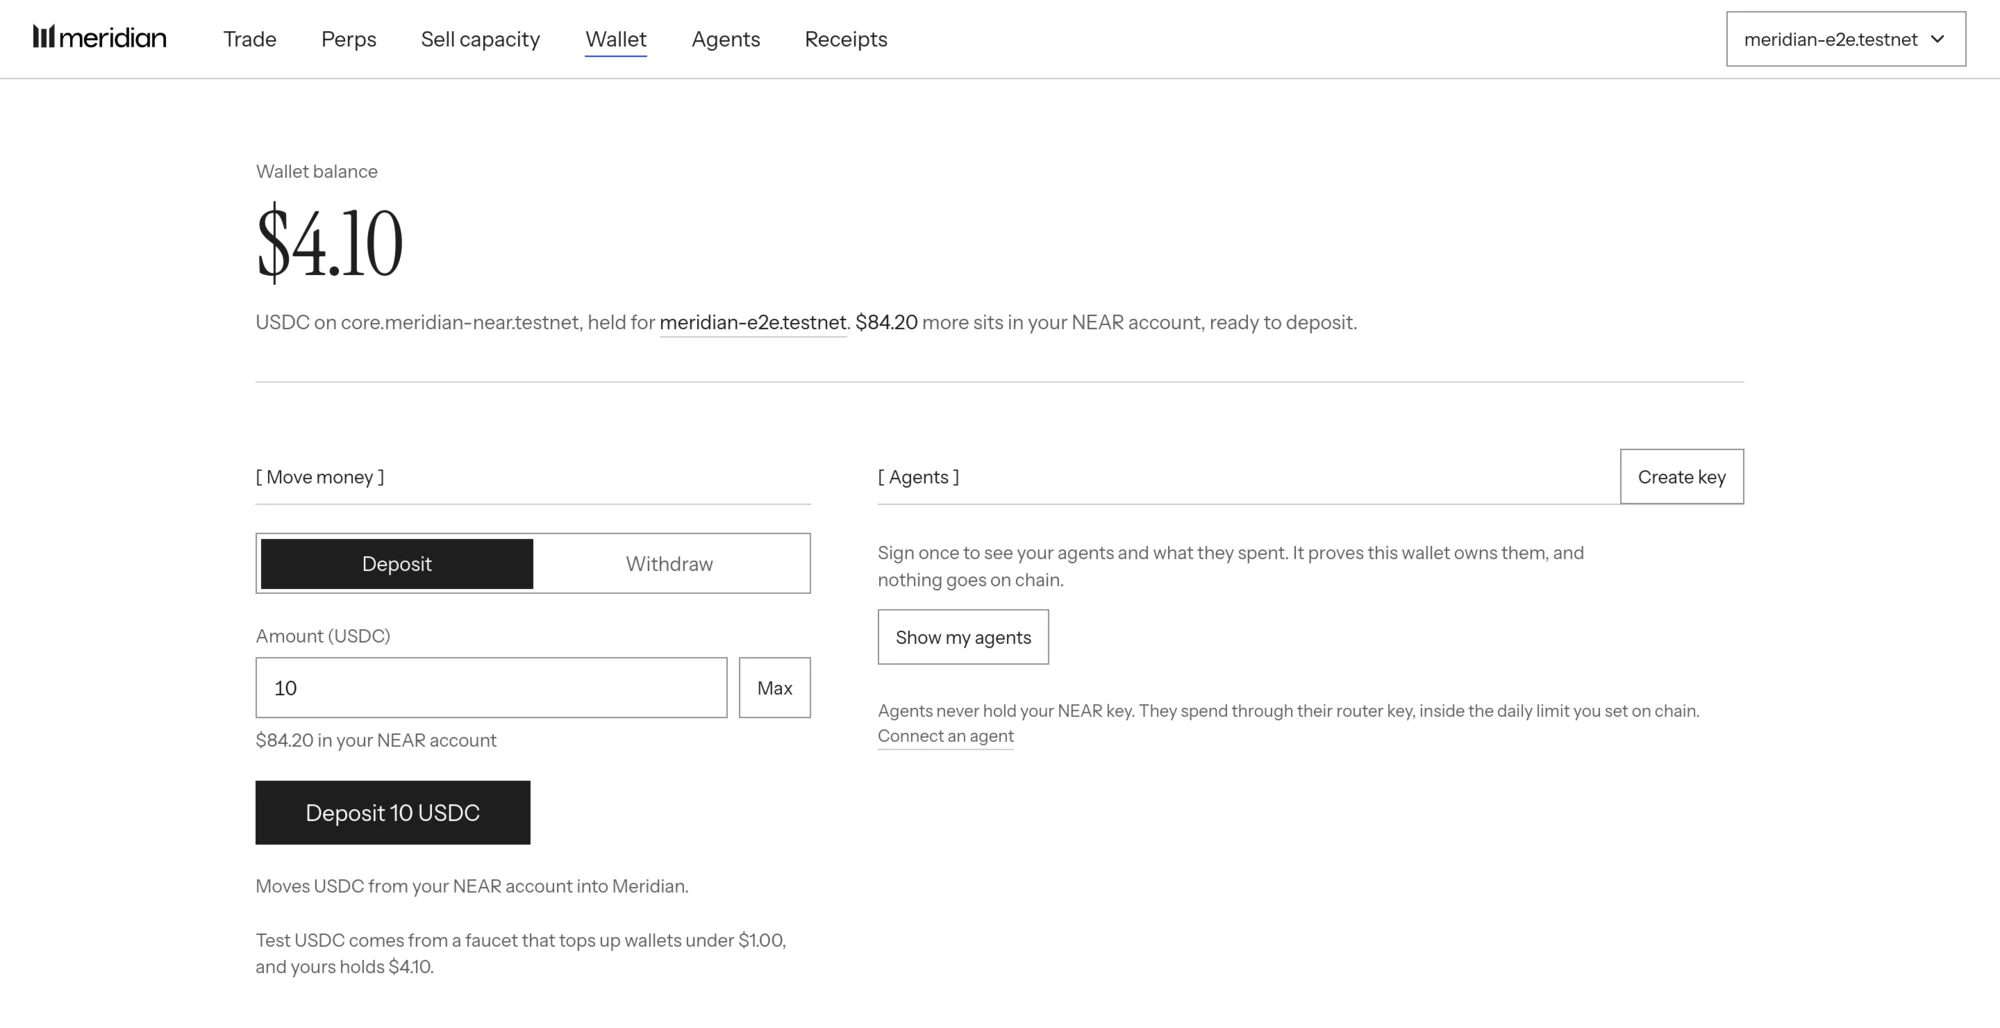 meridian
Trade
Perps
Sell capacity
Wallet
Agents
Receipts
meridian-e2e.testnet
Wallet balance
$4.10
USDC on core.meridian-near.testnet, held for meridian-e2e.testnet. $84.20 more sits in your NEAR account, ready to deposit.
[ Move money ]
Deposit
Withdraw
Amount (USDC)
10
Max
$84.20 in your NEAR account
Deposit 10 USDC
Moves USDC from your NEAR account into Meridian.
Test USDC comes from a faucet that tops up wallets under $1.00,
and yours holds $4.10.
[ Agents ]
Create key
Sign once to see your agents and what they spent. It proves this wallet owns them, and
nothing goes on chain.
Show my agents
Agents never hold your NEAR key. They spend through their router key, inside the daily limit you set on chain.
Connect an agent